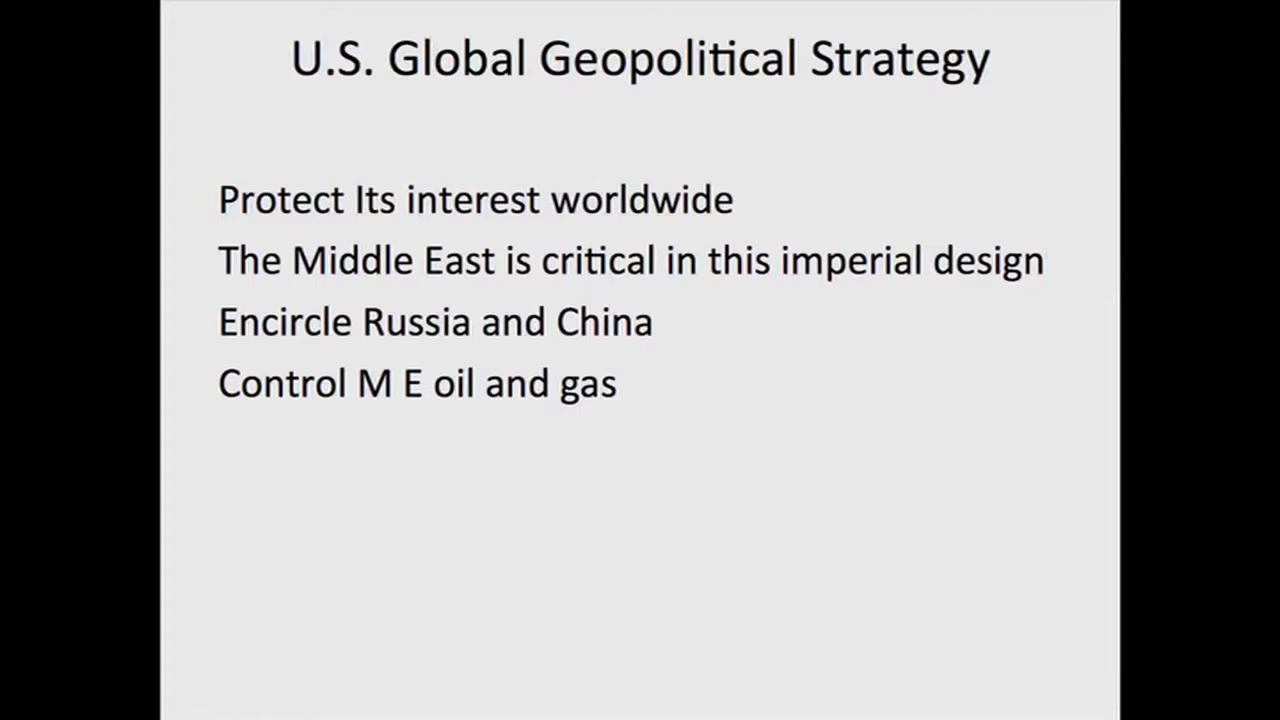 U.S. Global Geopolitical Strategy
Protect Its interest worldwide
The Middle East is critical in this imperial design
Encircle Russia and China
Control M E oil and gas